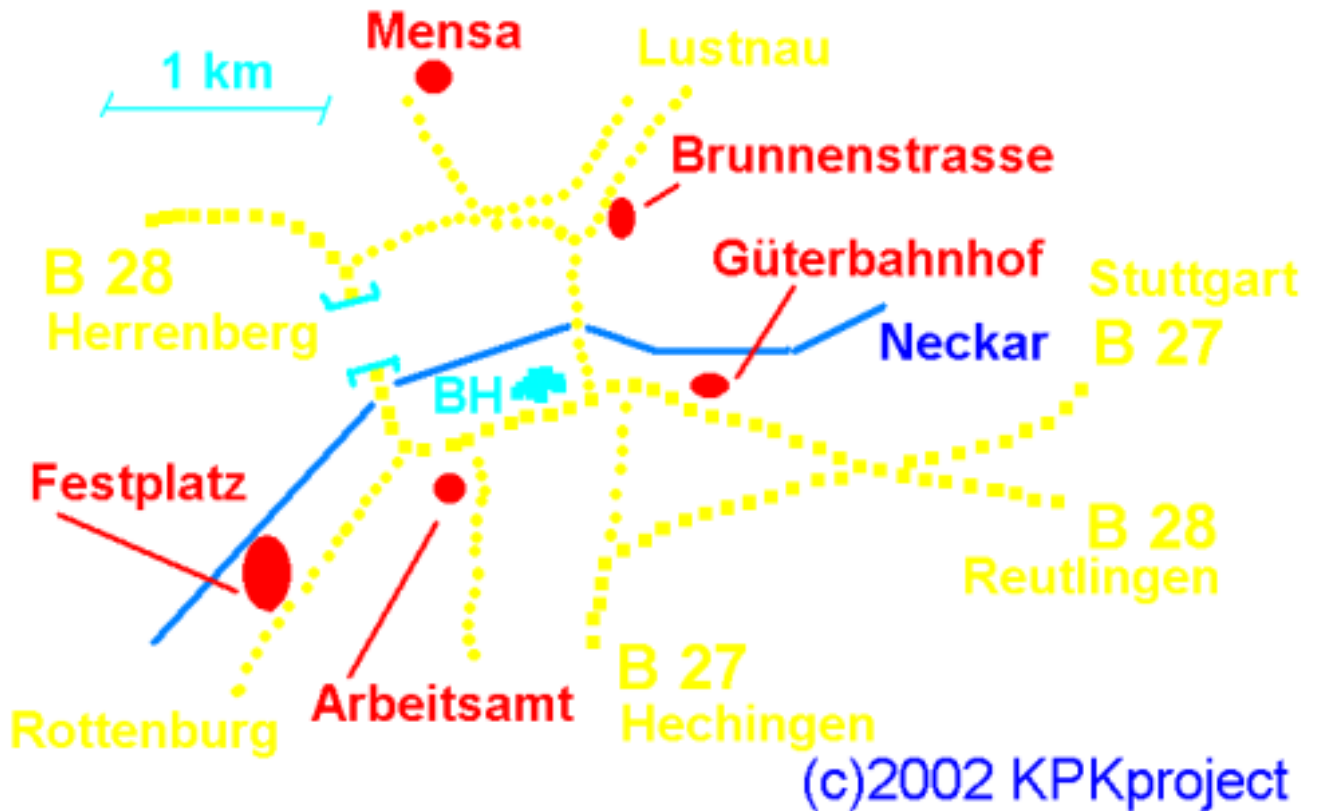 Mensa
Lustnau
1 km
Brunnenstrasse
B 28
Herrenberg
Güterbahnhof
Stuttgart
B 27
Neckar
BH
Festplatz
B 28
Reutlingen
Arbeitsamt
B 27
Hechingen
Rottenburg
(c)2002 KPKproject